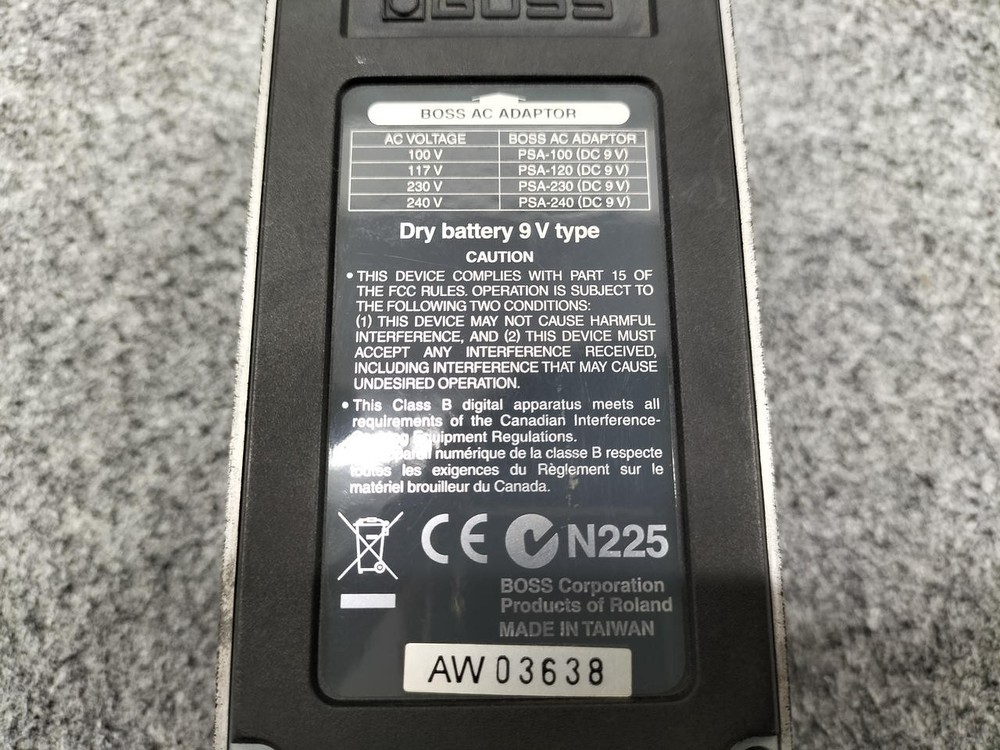 BOSS
BOSS AC ADAPTOR
AC VOLTAGE BOSS AC ADAPTOR
100 V PSA-100 (DC 9 V)
117 V PSA-120 (DC 9 V)
230 V PSA-230 (DC 9 V)
240 V PSA-240 (DC 9 V)
Dry battery 9 V type
CAUTION
• THIS DEVICE COMPLIES WITH PART 15 OF
THE FCC RULES. OPERATION IS SUBJECT TO
THE FOLLOWING TWO CONDITIONS:
(1) THIS DEVICE MAY NOT CAUSE HARMFUL
INTERFERENCE, AND (2) THIS DEVICE MUST
ACCEPT ANY INTERFERENCE RECEIVED,
INCLUDING INTERFERENCE THAT MAY CAUSE
UNDESIRED OPERATION.
• This Class B digital apparatus meets all
requirements of the Canadian Interference-
Equipment Regulations.
appareil numérique de la classe B respecte
toutes les exigences du Règlement sur le
matériel brouilleur du Canada.
CE N225
BOSS Corporation
Products of Roland
MADE IN TAIWAN
AW 03638